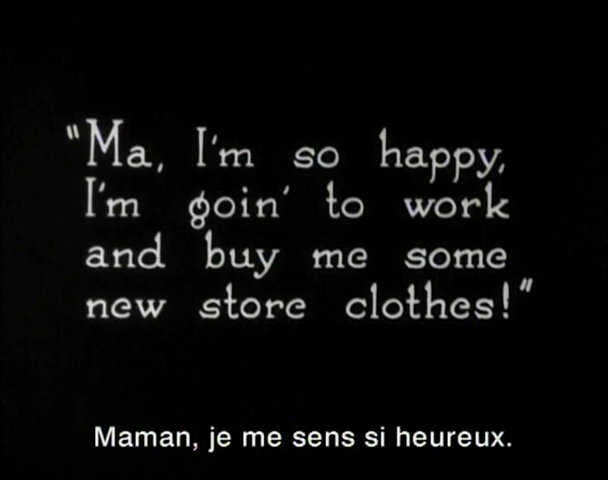 "Ma, I'm so happy,
I'm goin' to work
and buy me some
new store clothes!"
Maman, je me sens si heureux.